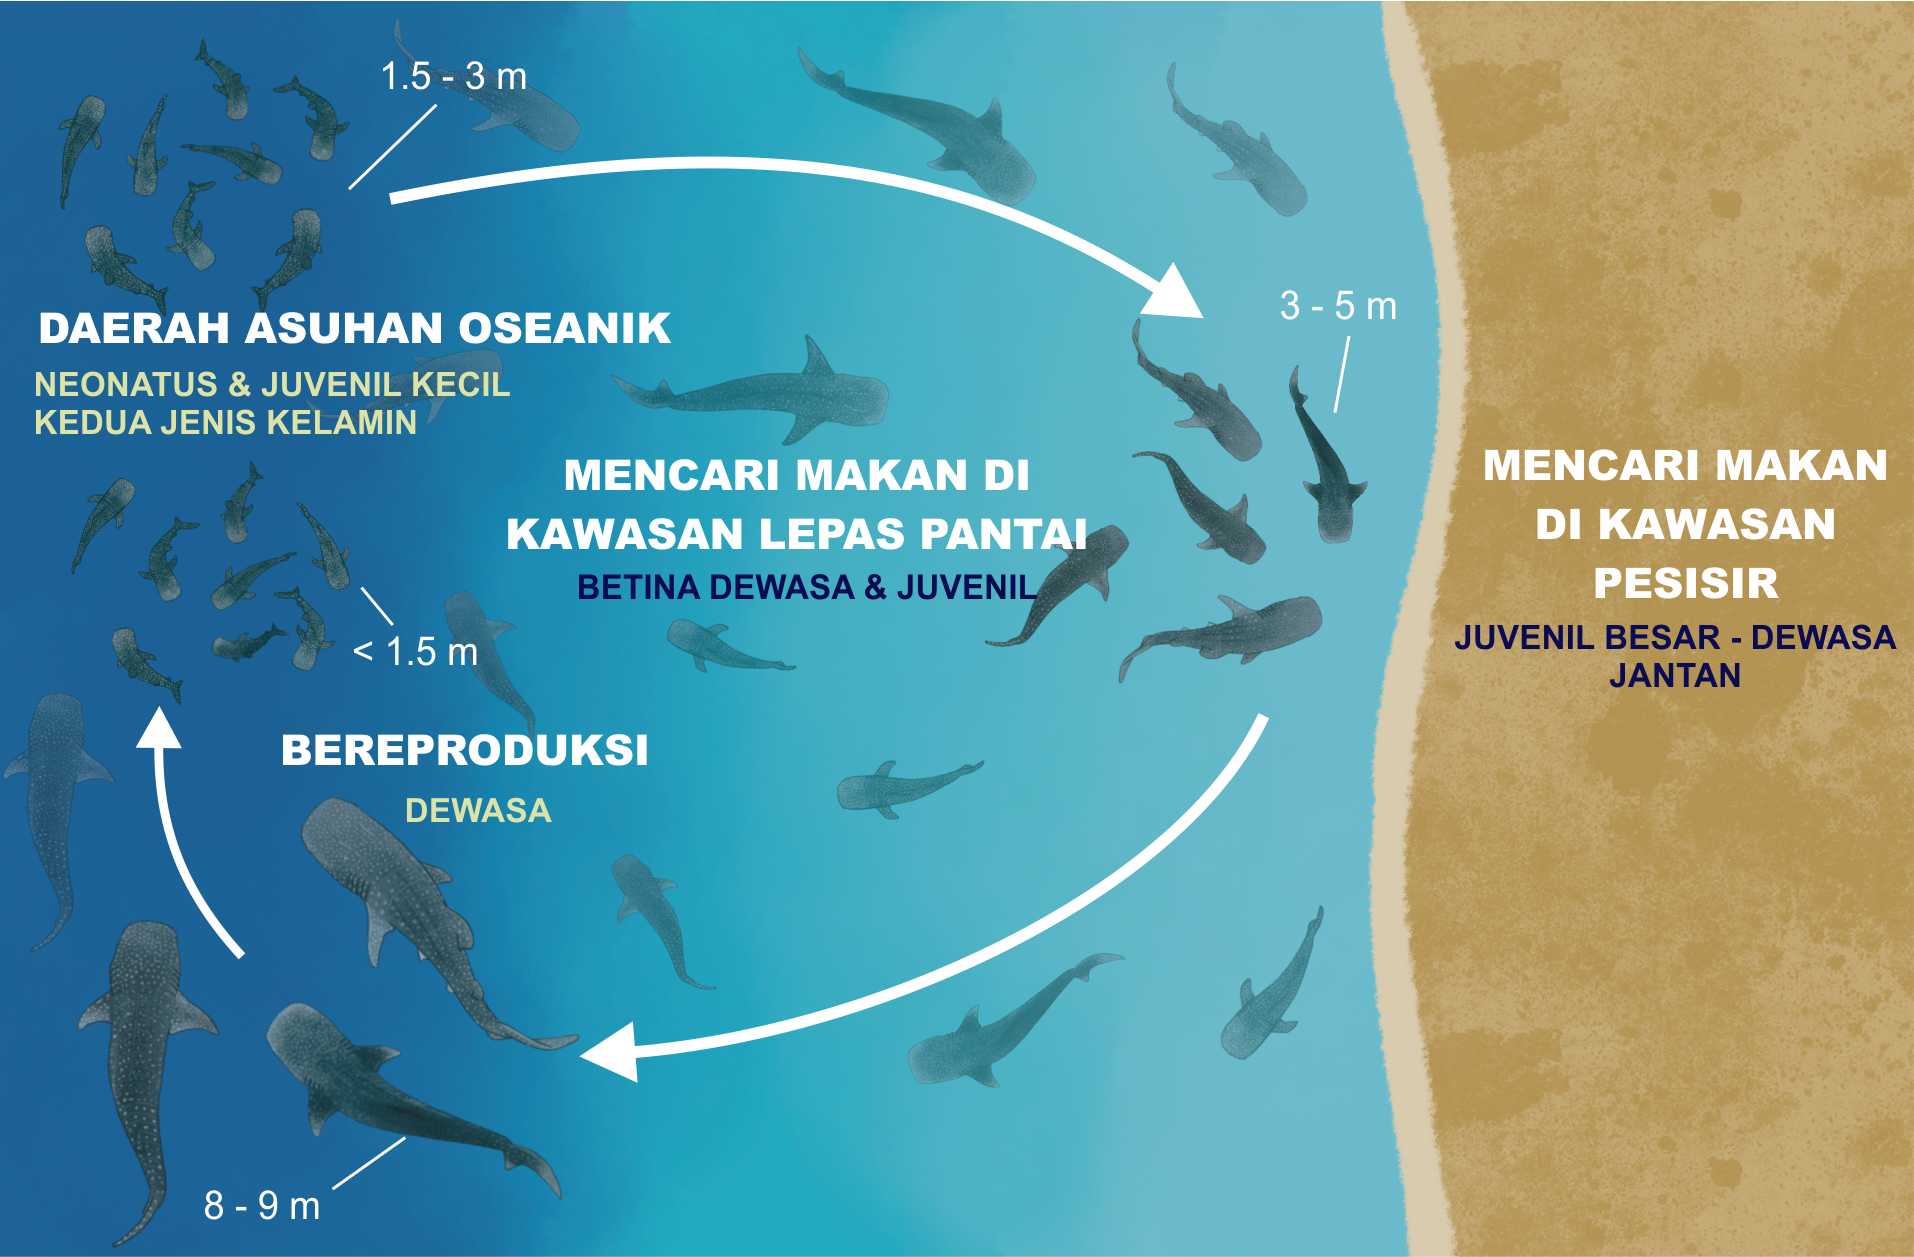 1.5 - 3 m
DAERAH ASUHAN OSEANIK
NEONATUS & JUVENIL KECIL
KEDUA JENIS KELAMIN
3 - 5 m
MENCARI MAKAN DI
KAWASAN LEPAS PANTAI
BETINA DEWASA & JUVENIL
MENCARI MAKAN
DI KAWASAN
PESISIR
JUVENIL BESAR - DEWASA
JANTAN
< 1.5 m
BEREPRODUKSI
DEWASA
8 - 9 m